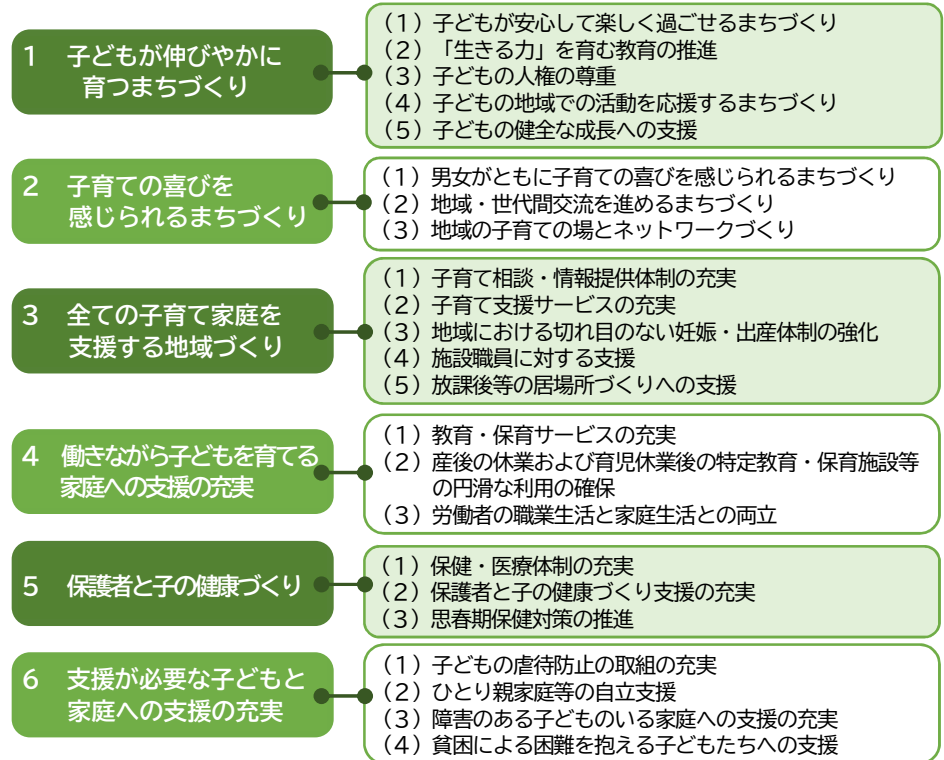 1 子どもが伸びやかに
育つまちづくり
(1)子どもが安心して楽しく過ごせるまちづくり
(2)「生きる力」を育む教育の推進
(3)子どもの人権の尊重
(4)子どもの地域での活動を応援するまちづくり
(5)子どもの健全な成長への支援
2 子育ての喜びを
感じられるまちづくり
(1)男女がともに子育ての喜びを感じられるまちづくり
(2)地域・世代間交流を進めるまちづくり
(3)地域の子育ての場とネットワークづくり
3 全ての子育て家庭を
支援する地域づくり
(1)子育て相談・情報提供体制の充実
(2)子育て支援サービスの充実
(3)地域における切れ目のない妊娠・出産体制の強化
(4)施設職員に対する支援
(5)放課後等の居場所づくりへの支援
4 働きながら子どもを育てる
家庭への支援の充実
(1)教育・保育サービスの充実
(2)産後の休業および育児休業後の特定教育・保育施設等
の円滑な利用の確保
(3)労働者の職業生活と家庭生活との両立
5 保護者と子の健康づくり
(1)保健・医療体制の充実
(2)保護者と子の健康づくり支援の充実
(3)思春期保健対策の推進
6 支援が必要な子どもと
家庭への支援の充実
(1)子どもの虐待防止の取組の充実
(2)ひとり親家庭等の自立支援
(3)障害のある子どものいる家庭への支援の充実
(4)貧困による困難を抱える子どもたちへの支援